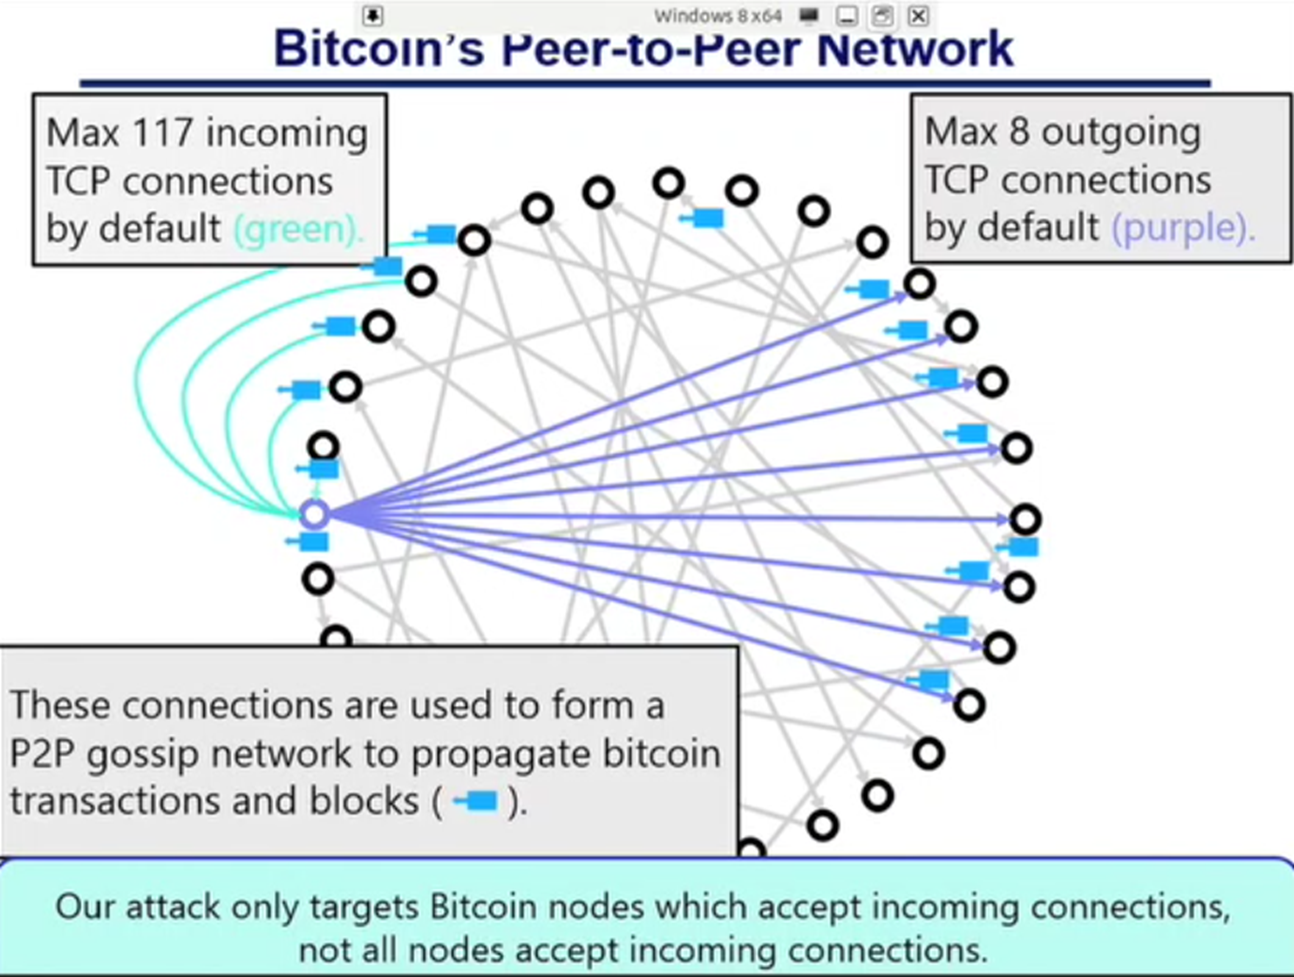 Windows 8 x64
Bitcoin's Peer-to-Peer Network
Max 117 incoming
TCP connections
by default (green).
Max 8 outgoing
TCP connections
by default (purple).
These connections are used to form a
P2P gossip network to propagate bitcoin
transactions and blocks ( ).
Our attack only targets Bitcoin nodes which accept incoming connections,
not all nodes accept incoming connections.